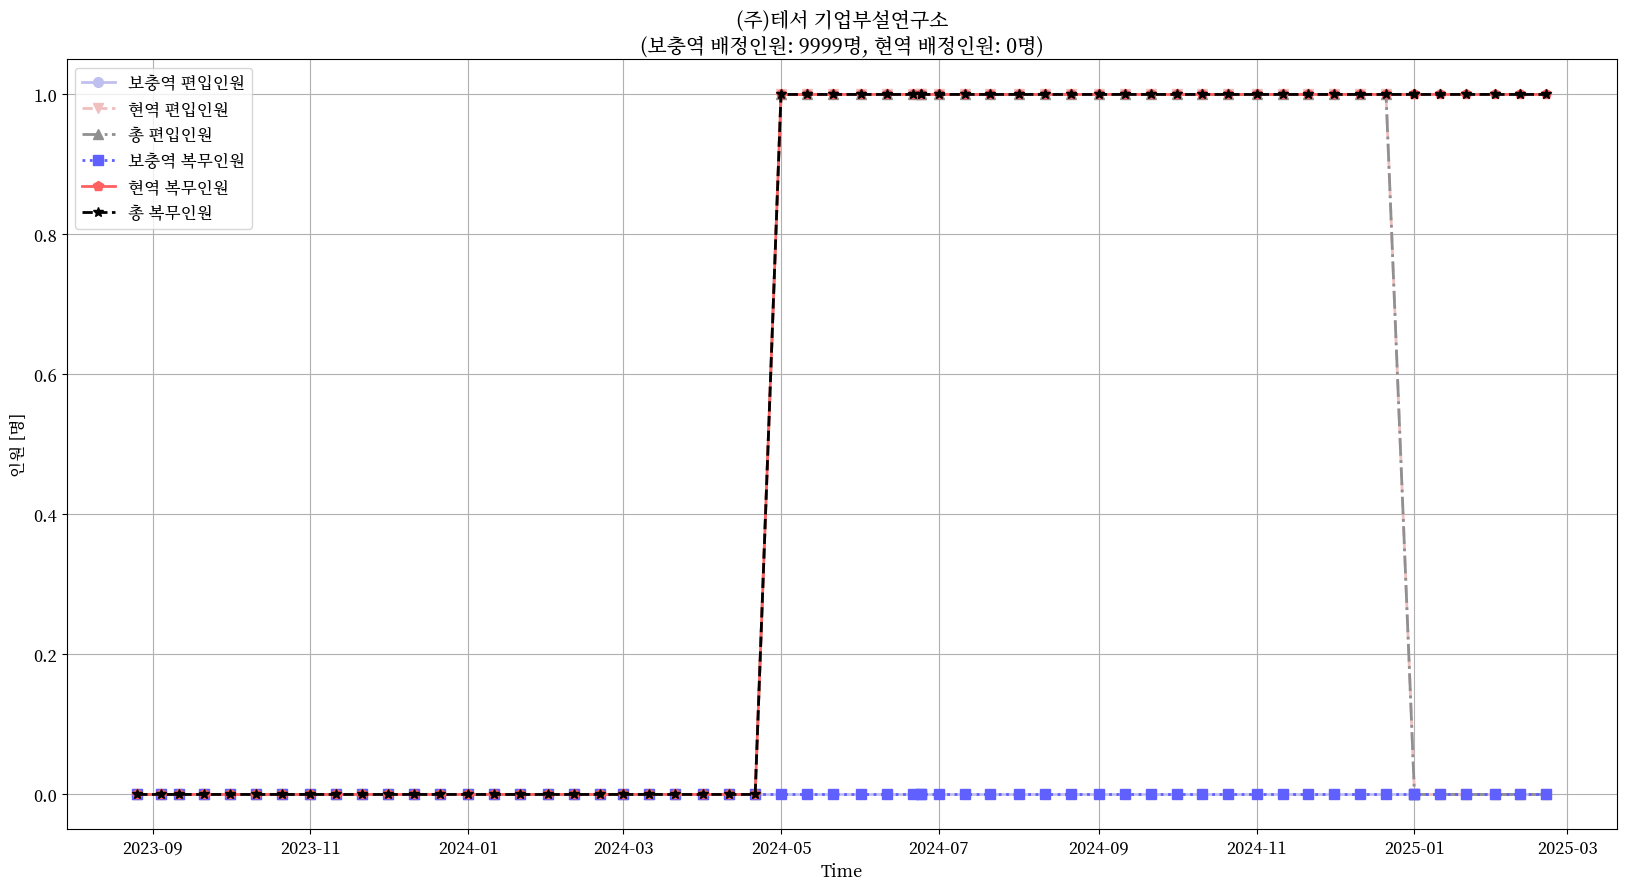 (주)테서 기업부설연구소
(보충역 배정인원: 9999명, 현역 배정인원: 0명)
보충역 편입인원
현역 편입인원
총 편입인원
보충역 복무인원
현역 복무인원
총 복무인원
인원 [명]
1.0
0.8
0.6
0.4
0.2
0.0
2023-09
2023-11
2024-01
2024-03
2024-05
2024-07
2024-09
2024-11
2025-01
2025-03
Time